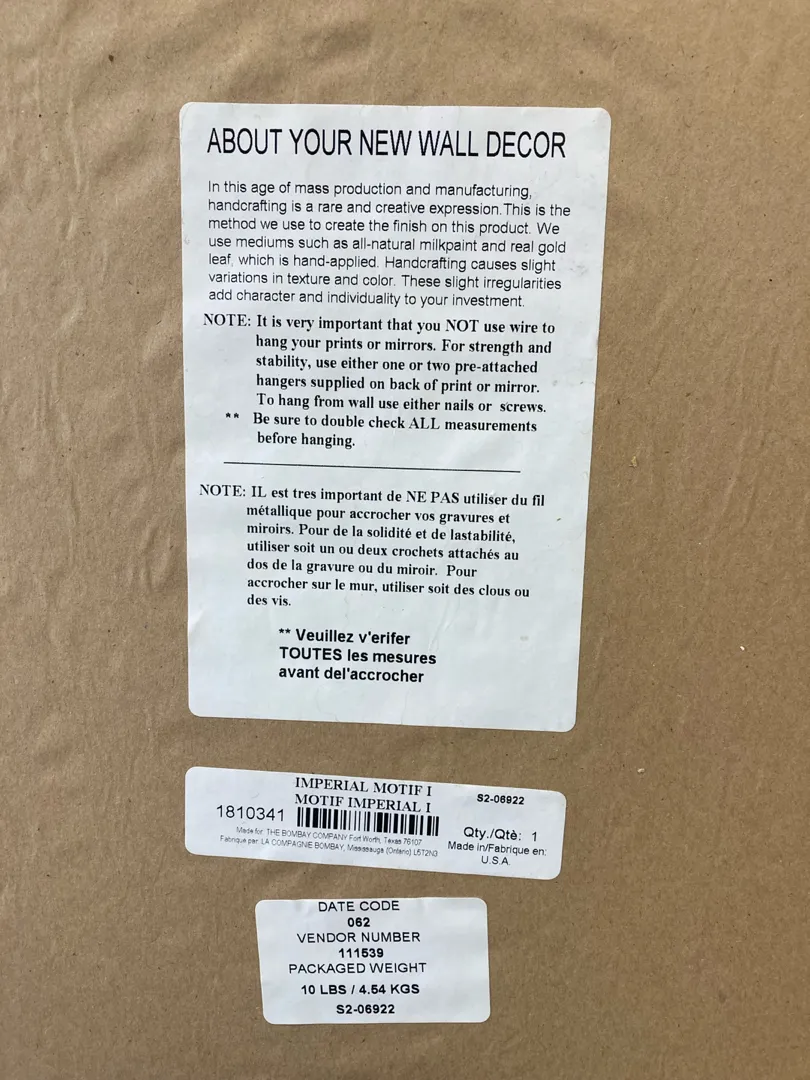 ABOUT YOUR NEW WALL DECOR
In this age of mass production and manufacturing,
handcrafting is a rare and creative expression.This is the
method we use to create the finish on this product. We
use mediums such as all-natural milkpaint and real gold
leaf, which is hand-applied. Handcrafting causes slight
variations in texture and color. These slight irregularities
add character and individuality to your investment.
NOTE: It is very important that you NOT use wire to
hang your prints or mirrors. For strength and
stability, use either one or two pre-attached
hangers supplied on back of print or mirror.
To hang from wall use either nails or screws.
** Be sure to double check ALL measurements
before hanging.
NOTE: IL est tres important de NE PAS utiliser du fil
métallique pour accrocher vos gravures et
miroirs. Pour de la solidité et de lastabilité,
utiliser soit un ou deux crochets attachés au
dos de la gravure ou du miroir. Pour
accrocher sur le mur, utiliser soit des clous ou
des vis.
** Veuillez v'erifer
TOUTES les mesures
avant del'accrocher
IMPERIAL MOTIF I
MOTIF IMPERIAL I
S2-06922
1810341
Qty./Qtè: 1
Made for: THE BOMBAY COMPANY Fort Worth, Texas 76107
Fabrique par: LA COMPAGNIE BOMBAY, Mississauga (Ontario) L5T2N3
Made in/Fabrique en:
U.S.A.
DATE CODE
062
VENDOR NUMBER
111539
PACKAGED WEIGHT
10 LBS / 4.54 KGS
S2-06922